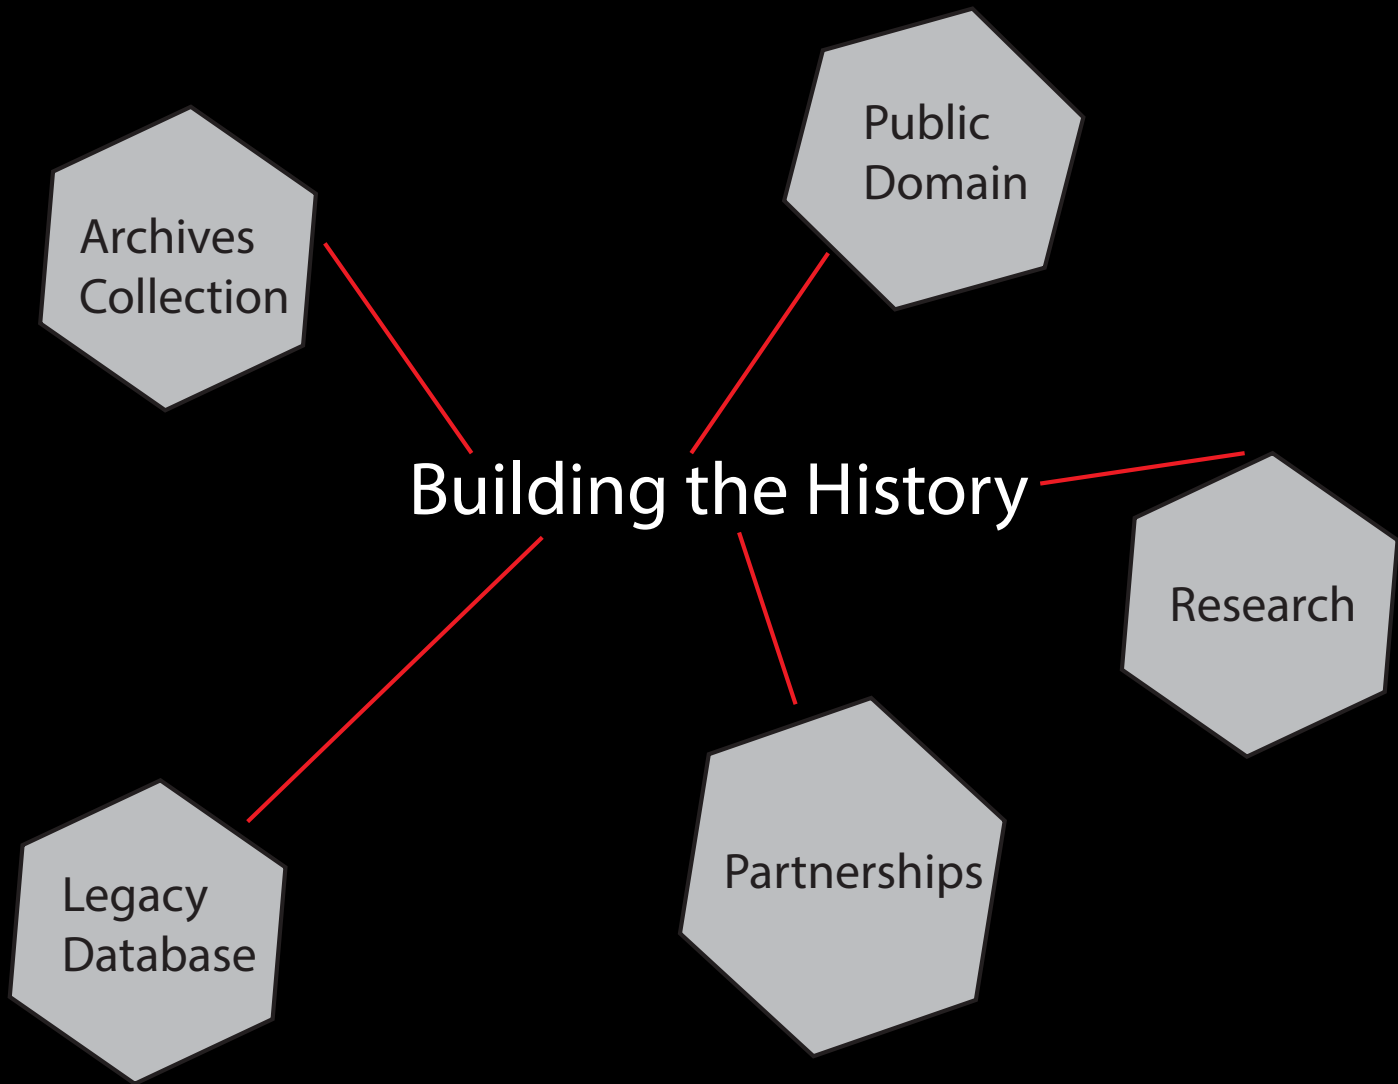 Public
Domain
Archives
Collection
Building the History
Research
Partnerships
Legacy
Database